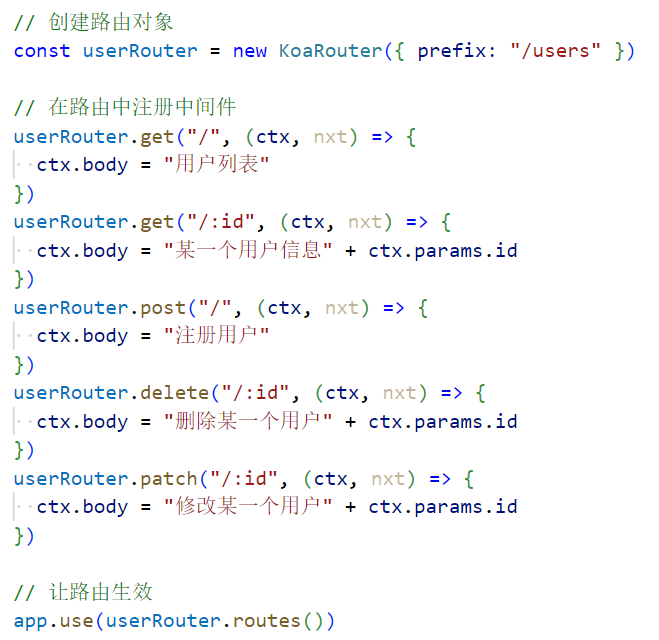 // 创建路由对象
const userRouter = new KoaRouter({ prefix: "/users" })
// 在路由中注册中间件
userRouter.get("/", (ctx, nxt) => {
  ctx.body = "用户列表"
})
userRouter.get("/:id", (ctx, nxt) => {
  ctx.body = "某一个用户信息" + ctx.params.id
})
userRouter.post("/", (ctx, nxt) => {
  ctx.body = "注册用户"
})
userRouter.delete("/:id", (ctx, nxt) => {
  ctx.body = "删除某一个用户" + ctx.params.id
})
userRouter.patch("/:id", (ctx, nxt) => {
  ctx.body = "修改某一个用户" + ctx.params.id
})
// 让路由生效
app.use(userRouter.routes())